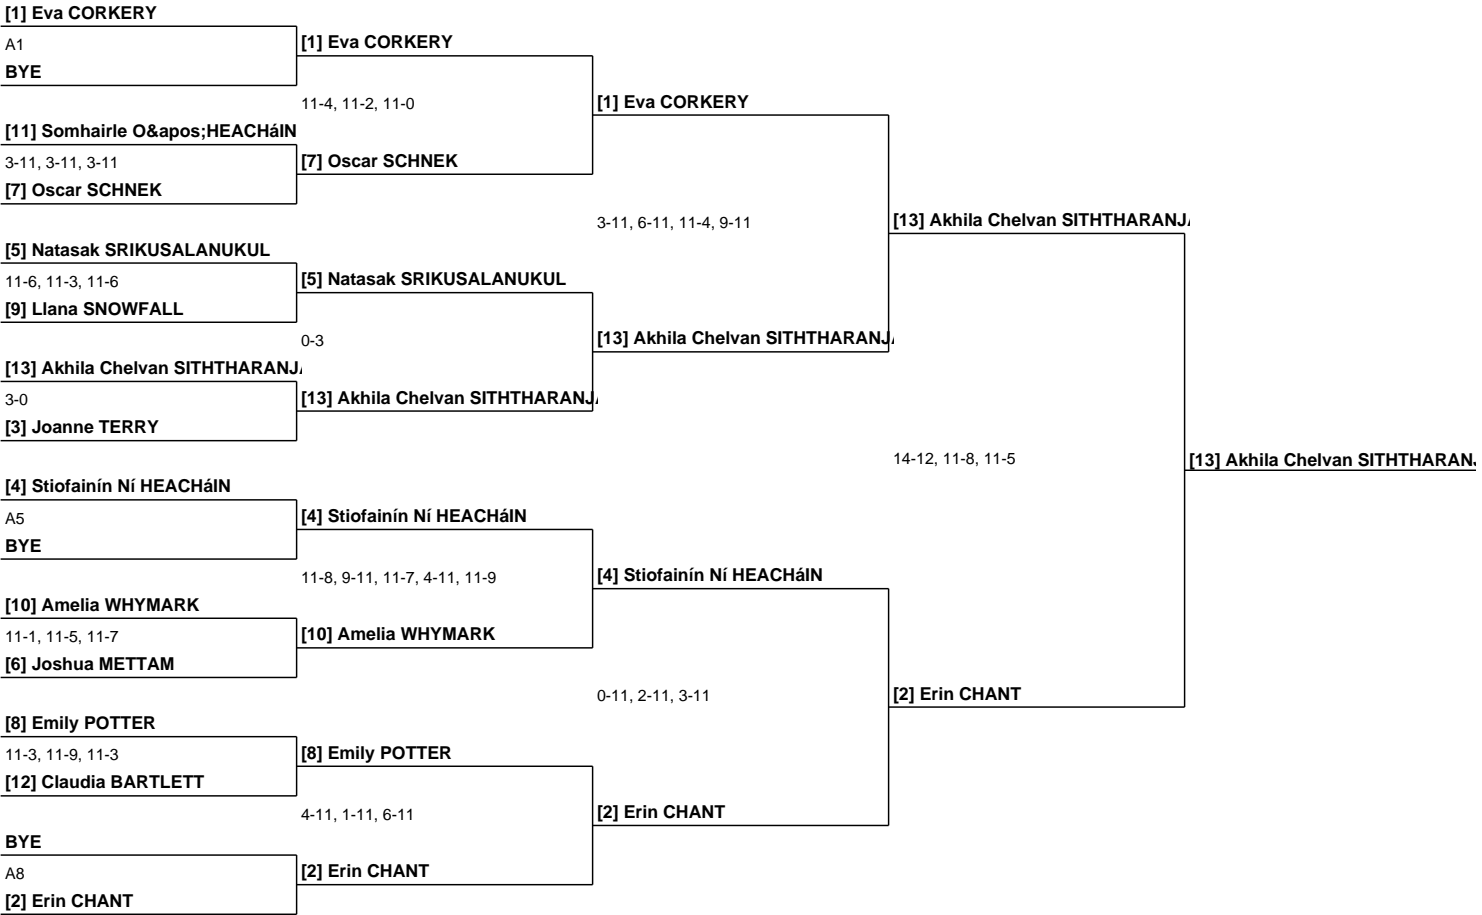 [1] Eva CORKERY
A1
[1] Eva CORKERY
BYE
11-4, 11-2, 11-0
[1] Eva CORKERY
[11] Somhairle O&apos;HEACHáIN
3-11, 3-11, 3-11
[7] Oscar SCHNEK
[7] Oscar SCHNEK
3-11, 6-11, 11-4, 9-11
[13] Akhila Chelvan SITHTHARANJ
[5] Natasak SRIKUSALANUKUL
11-6, 11-3, 11-6
[5] Natasak SRIKUSALANUKUL
[9] Llana SNOWFALL
0-3
[13] Akhila Chelvan SITHTHARANJ
[13] Akhila Chelvan SITHTHARANJ
3-0
[13] Akhila Chelvan SITHTHARANJ
[3] Joanne TERRY
14-12, 11-8, 11-5
[13] Akhila Chelvan SITHTHARANJ
[4] Stiofainín Ní HEACHáIN
A5
[4] Stiofainín Ní HEACHáIN
BYE
11-8, 9-11, 11-7, 4-11, 11-9
[4] Stiofainín Ní HEACHáIN
[10] Amelia WHYMARK
11-1, 11-5, 11-7
[10] Amelia WHYMARK
[6] Joshua METTAM
0-11, 2-11, 3-11
[2] Erin CHANT
[8] Emily POTTER
11-3, 11-9, 11-3
[8] Emily POTTER
[12] Claudia BARTLETT
4-11, 1-11, 6-11
[2] Erin CHANT
BYE
A8
[2] Erin CHANT
[2] Erin CHANT